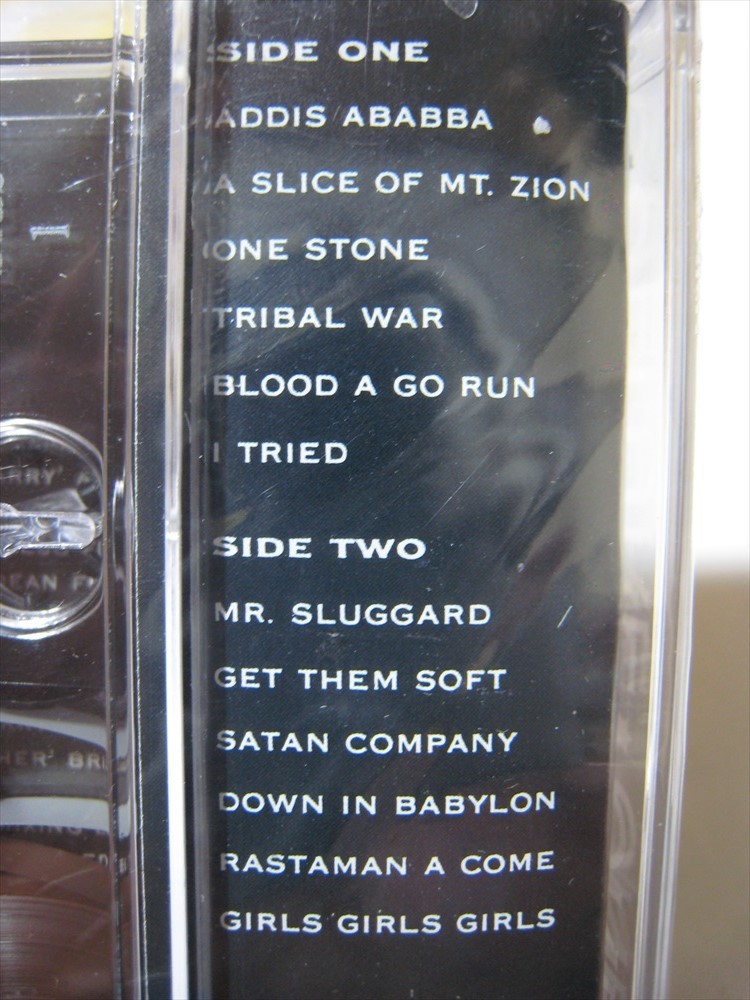 SIDE ONE
ADDIS ABABBA
A SLICE OF MT. ZION
ONE STONE
TRIBAL WAR
BLOOD A GO RUN
I TRIED
SIDE TWO
MR. SLUGGARD
GET THEM SOFT
SATAN COMPANY
DOWN IN BABYLON
RASTAMAN A COME
GIRLS GIRLS GIRLS
1